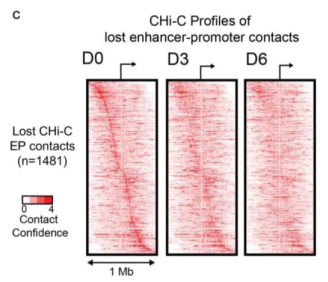 C
CHi-C Profiles of
lost enhancer-promoter contacts
D0 D3 D6
Lost CHi-C
EP contacts
(n=1481)
0 4
Contact
Confidence
1 Mb